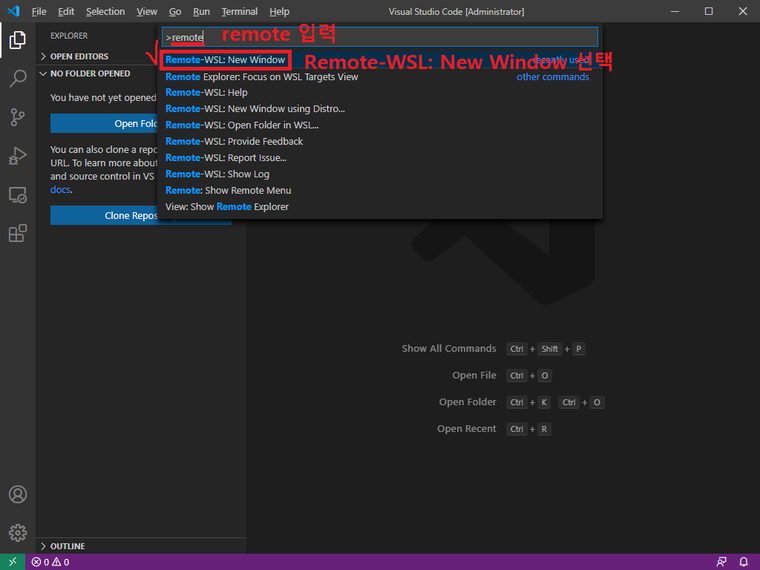 File Edit Selection View Go Run Terminal Help Visual Studio Code [Administrator]
EXPLORER
>remote remote 입력
OPEN EDITORS
Remote-WSL: New Window recently used
Remote-WSL: New Window 선택
NO FOLDER OPENED
Remote Explorer: Focus on WSL Targets View other commands
Remote-WSL: Help
Remote-WSL: New Window using Distro...
Remote-WSL: Open Folder in WSL...
Remote-WSL: Provide Feedback
Remote-WSL: Report Issue...
Remote-WSL: Show Log
Remote: Show Remote Menu
View: Show Remote Explorer
You have not yet opened
Open
You can also clone a
URL. To learn more about
and source control in VS
docs.
Clone
Show All Commands Ctrl + Shift + P
Open File Ctrl + O
Open Folder Ctrl + K Ctrl + O
Open Recent Ctrl + R
OUTLINE
0 0